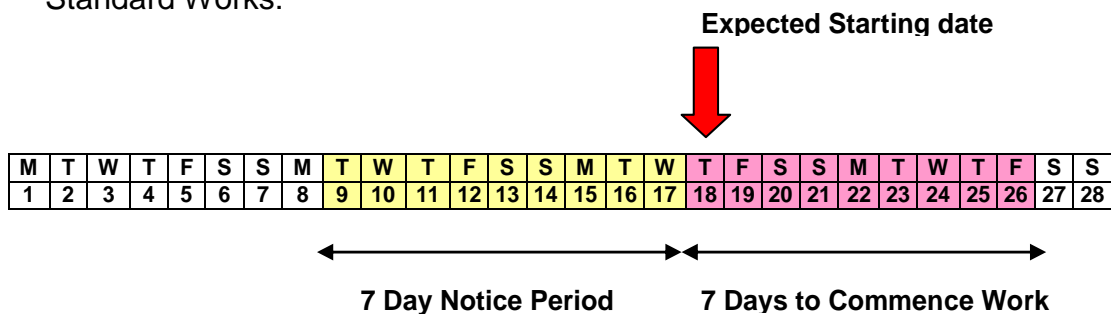 Standard Works:
Expected Starting date
M T W T F S S M T W T F S S M T W T F S S M T W T F S S
1 2 3 4 5 6 7 8 9 10 11 12 13 14 15 16 17 18 19 20 21 22 23 24 25 26 27 28
7 Day Notice Period 7 Days to Commence Work